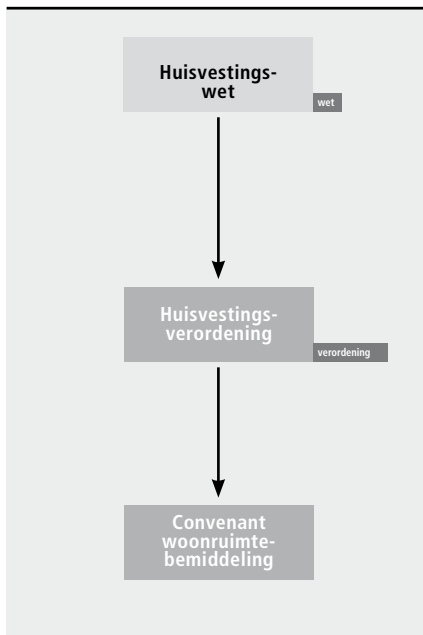 Huisvestings-
wet
wet
Huisvestings-
verordening
verordening
Convenant
woonruimte-
bemiddeling